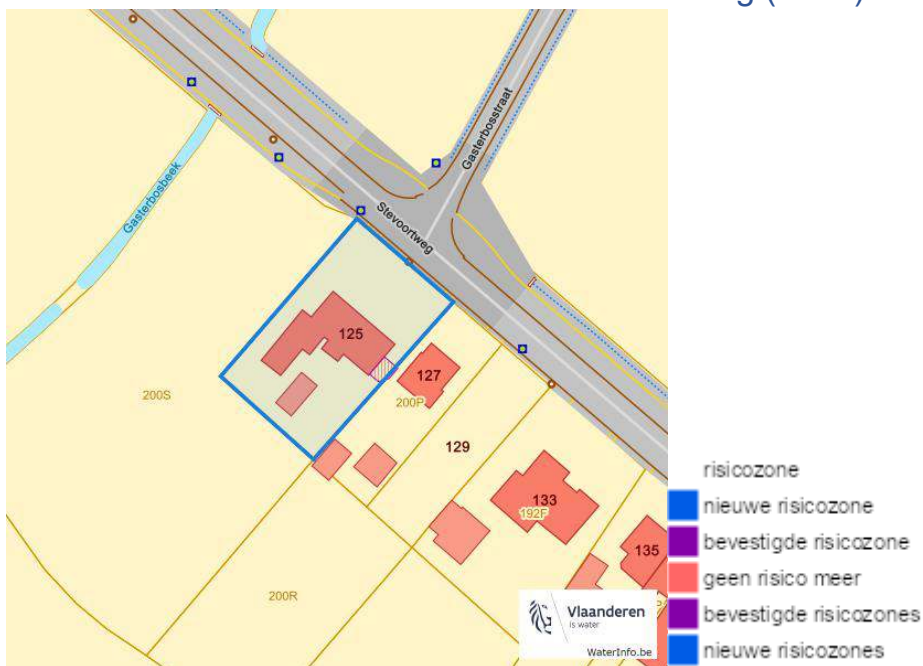 Gasterbosstraat
Gasterbosbeek
Stevoortweg
125
127
200P
200S
129
133
192F
135
200R
Vlaanderen
is water
WaterInfo.be
risicozone
nieuwe risicozone
bevestigde risicozone
geen risico meer
bevestigde risicozones
nieuwe risicozones